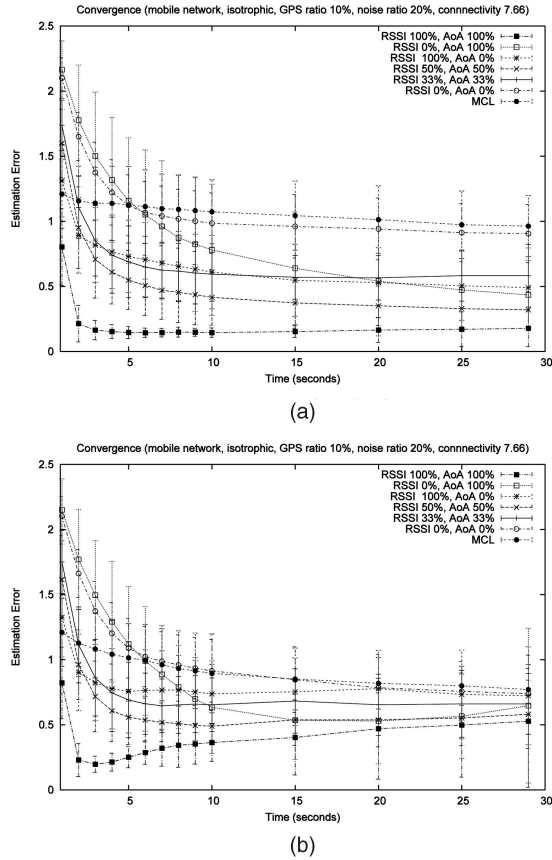 Convergence (mobile network, isotrophic, GPS ratio 10%, noise ratio 20%, connnectivity 7.66)
2.5
2
1.5
1
0.5
0
Estimation Error
RSSI 100%, AoA 100%
RSSI 0%, AoA 100%
RSSI 100%, AoA 0%
RSSI 50%, AoA 50%
RSSI 33%, AoA 33%
RSSI 0%, AoA 0%
MCL
5
10
15
20
25
30
Time (seconds)
(a)
Convergence (mobile network, isotrophic, GPS ratio 10%, noise ratio 20%, connnectivity 7.66)
2.5
2
1.5
1
0.5
0
Estimation Error
RSSI 100%, AoA 100%
RSSI 0%, AoA 100%
RSSI 100%, AoA 0%
RSSI 50%, AoA 50%
RSSI 33%, AoA 33%
RSSI 0%, AoA 0%
MCL
5
10
15
20
25
30
Time (seconds)
(b)